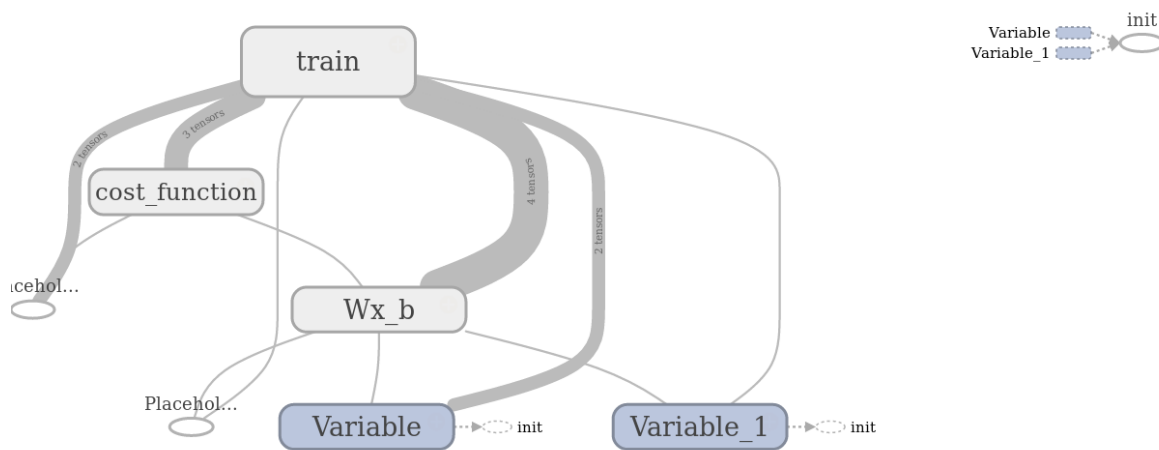 init
Variable
Variable_1
train
3 tensors
2 tensors
4 tensors
cost_function
2 tensors
cehol...
Wx_b
Placehol...
Variable
init
Variable_1
init